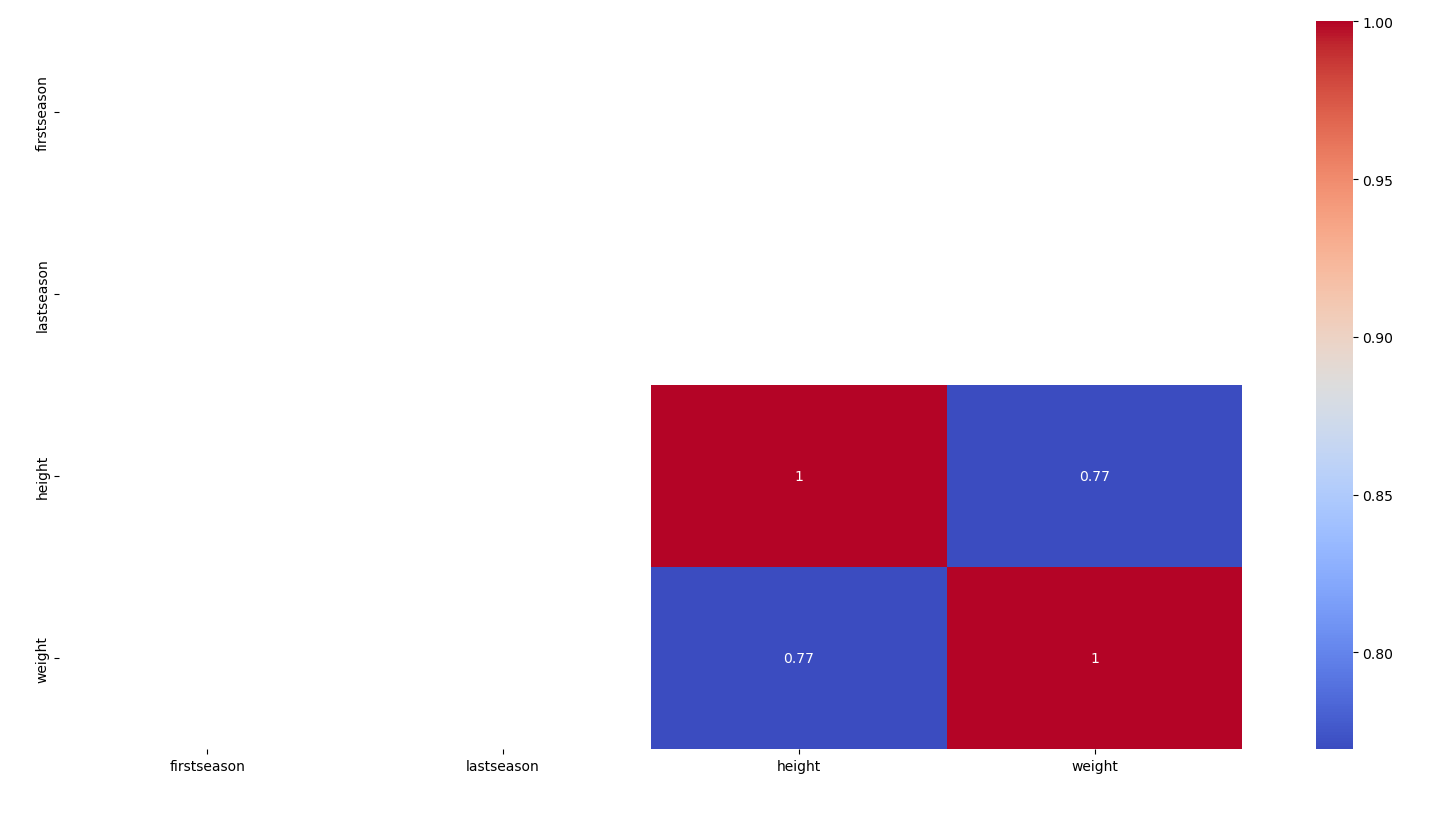 firstseason
lastseason
height
weight
1
0.77
0.77
1
firstseason
lastseason
height
weight
1.00
0.95
0.90
0.85
0.80